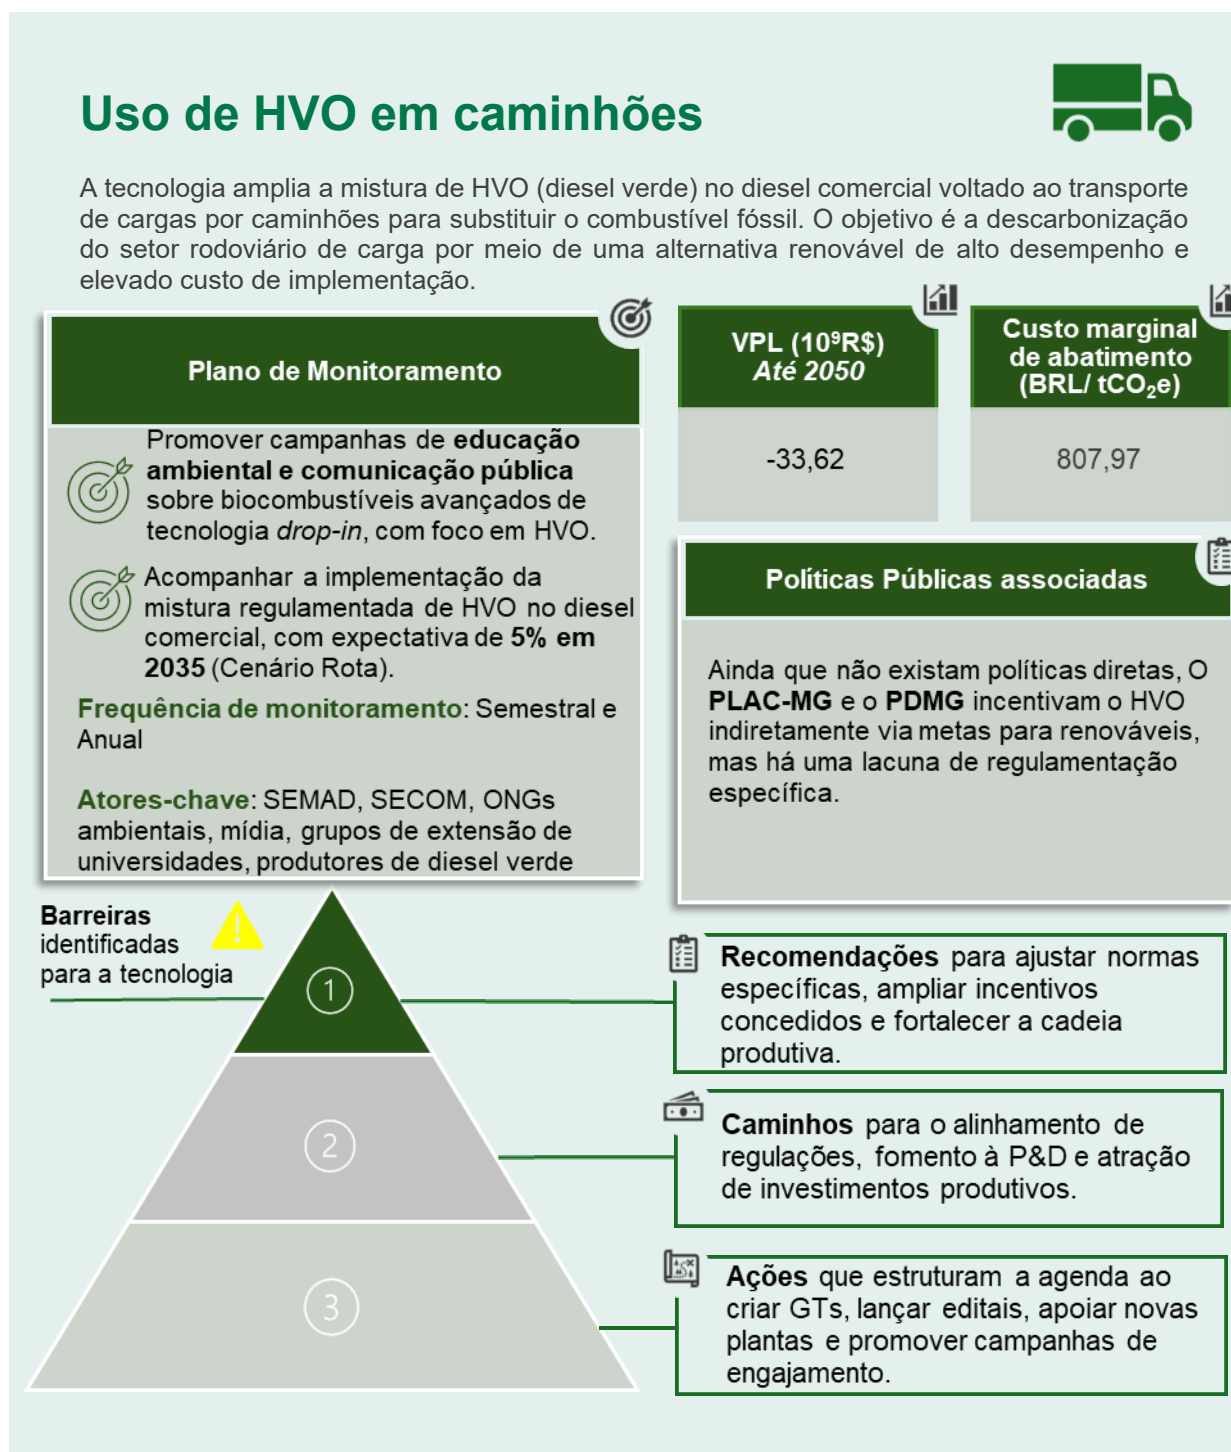 Uso de HVO em caminhões
A tecnologia amplia a mistura de HVO (diesel verde) no diesel comercial voltado ao transporte
de cargas por caminhões para substituir o combustível fóssil. O objetivo é a descarbonização
do setor rodoviário de carga por meio de uma alternativa renovável de alto desempenho e
elevado custo de implementação.
Plano de Monitoramento
Promover campanhas de educação
ambiental e comunicação pública
sobre biocombustíveis avançados de
tecnologia drop-in, com foco em HVO.
Acompanhar a implementação da
mistura regulamentada de HVO no diesel
comercial, com expectativa de 5% em
2035 (Cenário Rota).
Frequência de monitoramento: Semestral e
Anual
Atores-chave: SEMAD, SECOM, ONGs
ambientais, mídia, grupos de extensão de
universidades, produtores de diesel verde
VPL (10⁹R$)
Até 2050
-33,62
Custo marginal
de abatimento
(BRL/ tCO₂e)
807,97
Políticas Públicas associadas
Ainda que não existam políticas diretas, O
PLAC-MG e o PDMG incentivam o HVO
indiretamente via metas para renováveis,
mas há uma lacuna de regulamentação
específica.
Barreiras
identificadas
para a tecnologia
1
2
3
Recomendações para ajustar normas
específicas, ampliar incentivos
concedidos e fortalecer a cadeia
produtiva.
Caminhos para o alinhamento de
regulações, fomento à P&D e atração
de investimentos produtivos.
Ações que estruturam a agenda ao
criar GTs, lançar editais, apoiar novas
plantas e promover campanhas de
engajamento.